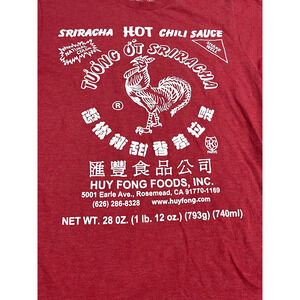 SRIRACHA HOT CHILI SAUCE
TƯƠNG ỚT SRIRACHA
®
匯豐食品公司
HUY FONG FOODS, INC.
5001 Earle Ave., Rosemead, CA 91770-1169
(626) 286-8328 www.huyfong.com
NET WT. 28 OZ. (1 lb. 12 oz.) (793g) (740ml)